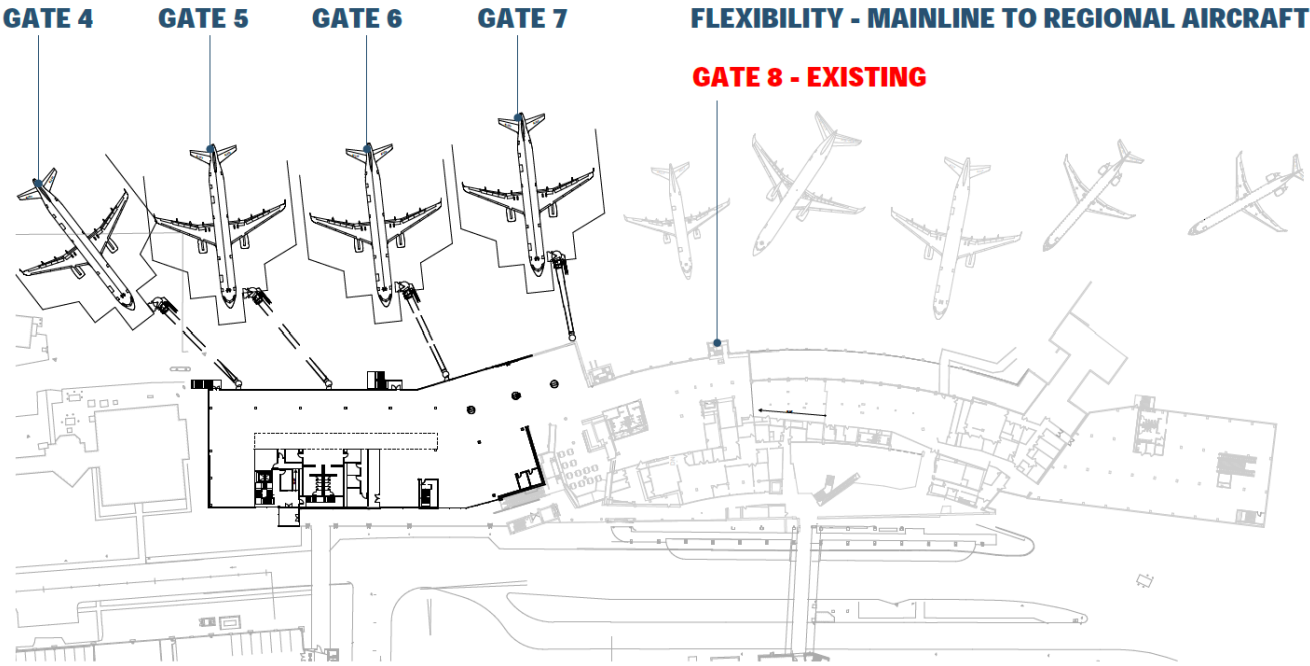 GATE 4
GATE 5
GATE 6
GATE 7
FLEXIBILITY - MAINLINE TO REGIONAL AIRCRAFT
GATE 8 - EXISTING